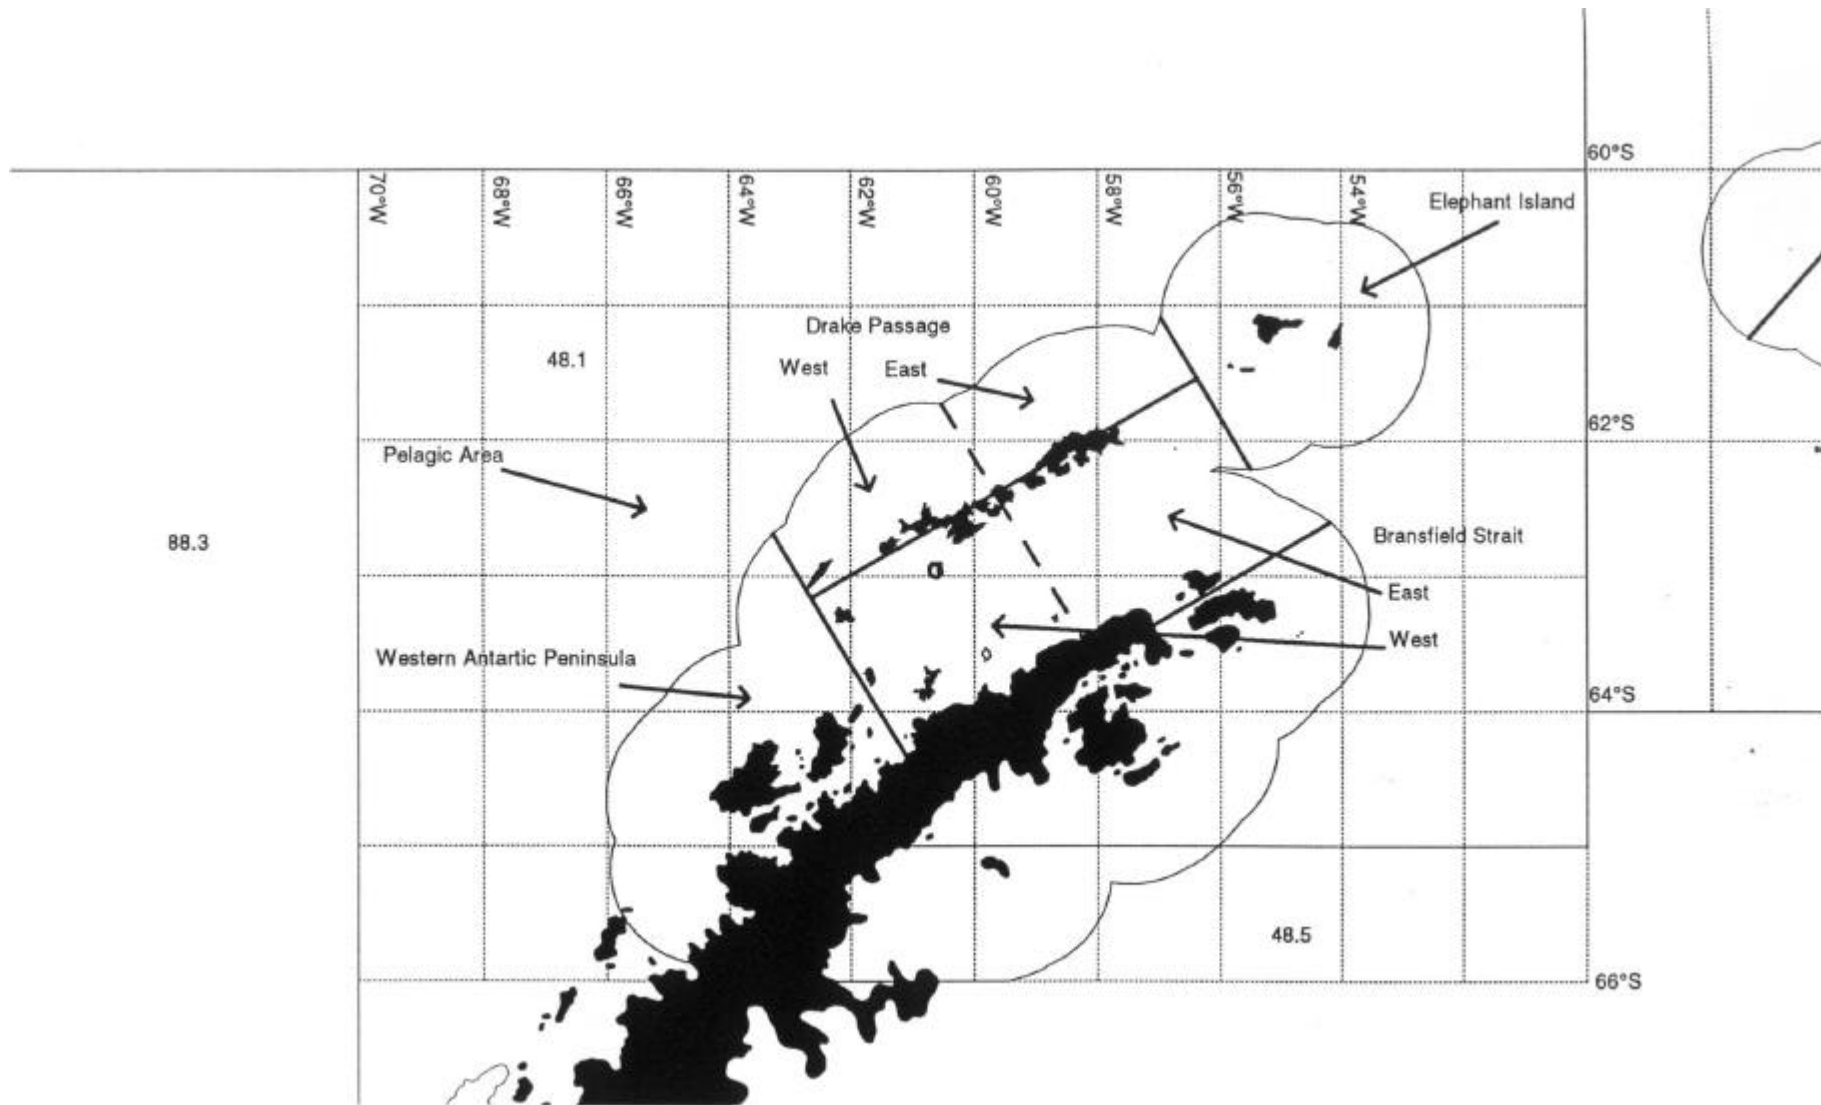 60°S
70°W
68°W
66°W
64°W
62°W
60°W
58°W
56°W
54°W
Elephant Island
Drake Passage
48.1
West
East
62°S
Pelagic Area
88.3
Bransfield Strait
East
West
Western Antartic Peninsula
64°S
48.5
66°S